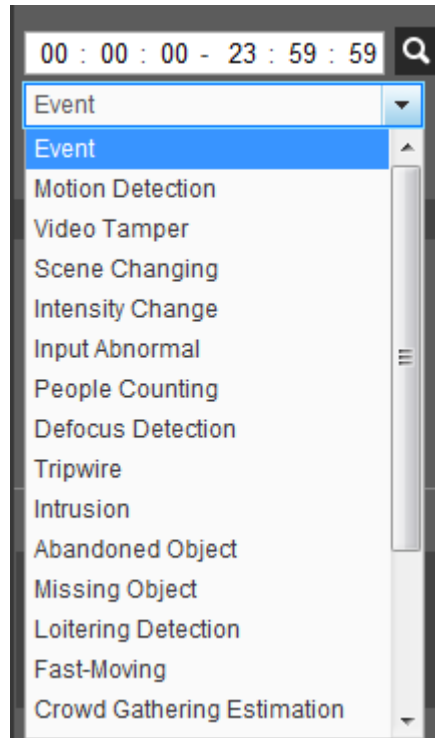 00 : 00 : 00 - 23 : 59 : 59
Event
Event
Motion Detection
Video Tamper
Scene Changing
Intensity Change
Input Abnormal
People Counting
Defocus Detection
Tripwire
Intrusion
Abandoned Object
Missing Object
Loitering Detection
Fast-Moving
Crowd Gathering Estimation